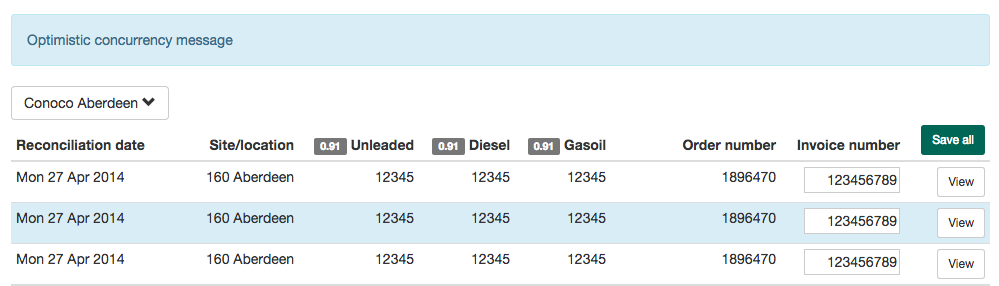 Optimistic concurrency message
Conoco Aberdeen
Reconciliation date Site/location 0.91 Unleaded 0.91 Diesel 0.91 Gasoil Order number Invoice number Save all
Mon 27 Apr 2014 160 Aberdeen 12345 12345 12345 1896470 123456789 View
Mon 27 Apr 2014 160 Aberdeen 12345 12345 12345 1896470 123456789 View
Mon 27 Apr 2014 160 Aberdeen 12345 12345 12345 1896470 123456789 View